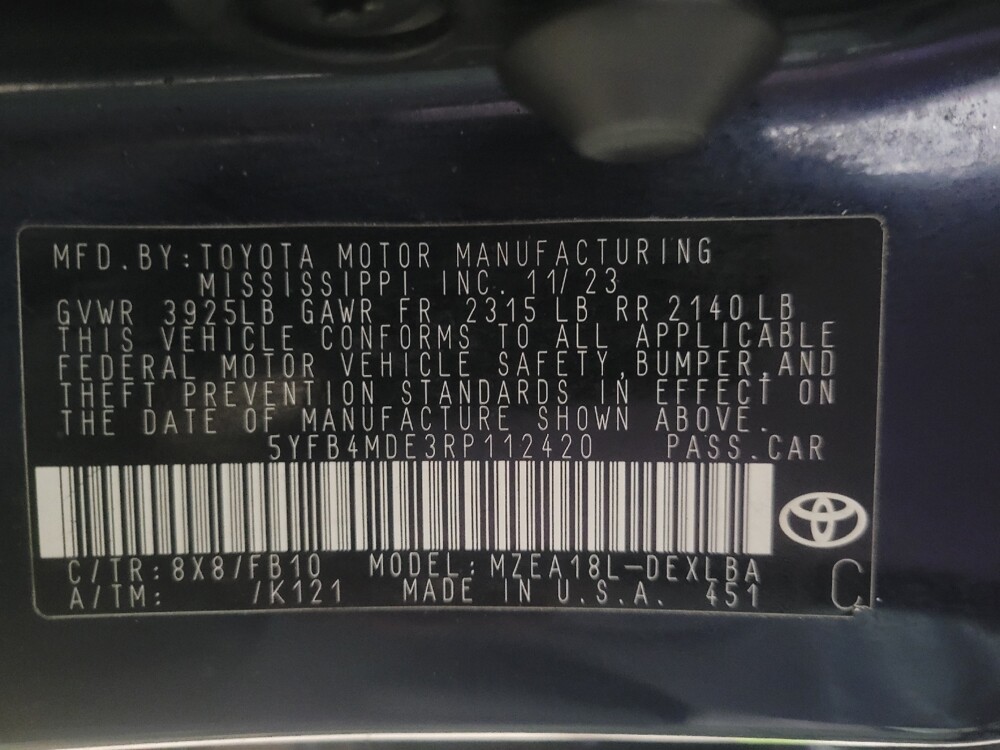 MFD.BY:TOYOTA MOTOR MANUFACTURING
MISSISSIPPI INC. 11/23
GVWR 3925LB GAWR FR 2315 LB RR 2140 LB
THIS VEHICLE CONFORMS TO ALL APPLICABLE
FEDERAL MOTOR VEHICLE SAFETY,BUMPER,AND
THEFT PREVENTION STANDARDS IN EFFECT ON
THE DATE OF MANUFACTURE SHOWN ABOVE.
5YFB4MDE3RP112420 PASS.CAR
C/TR:8X8/FB10 MODEL:MZEA18L-DEXLBA
A/TM: /K121 MADE IN U.S.A. 451 C